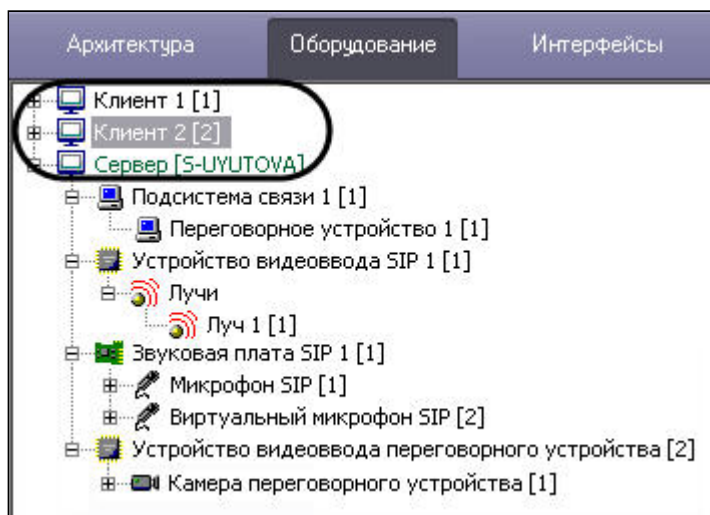 Архитектура Оборудование Интерфейсы
Клиент 1 [1]
Клиент 2 [2]
Сервер [S-UYUTOVA]
Подсистема связи 1 [1]
Переговорное устройство 1 [1]
Устройство видеоввода SIP 1 [1]
Лучи
Луч 1 [1]
Звуковая плата SIP 1 [1]
Микрофон SIP [1]
Виртуальный микрофон SIP [2]
Устройство видеоввода переговорного устройства [2]
Камера переговорного устройства [1]